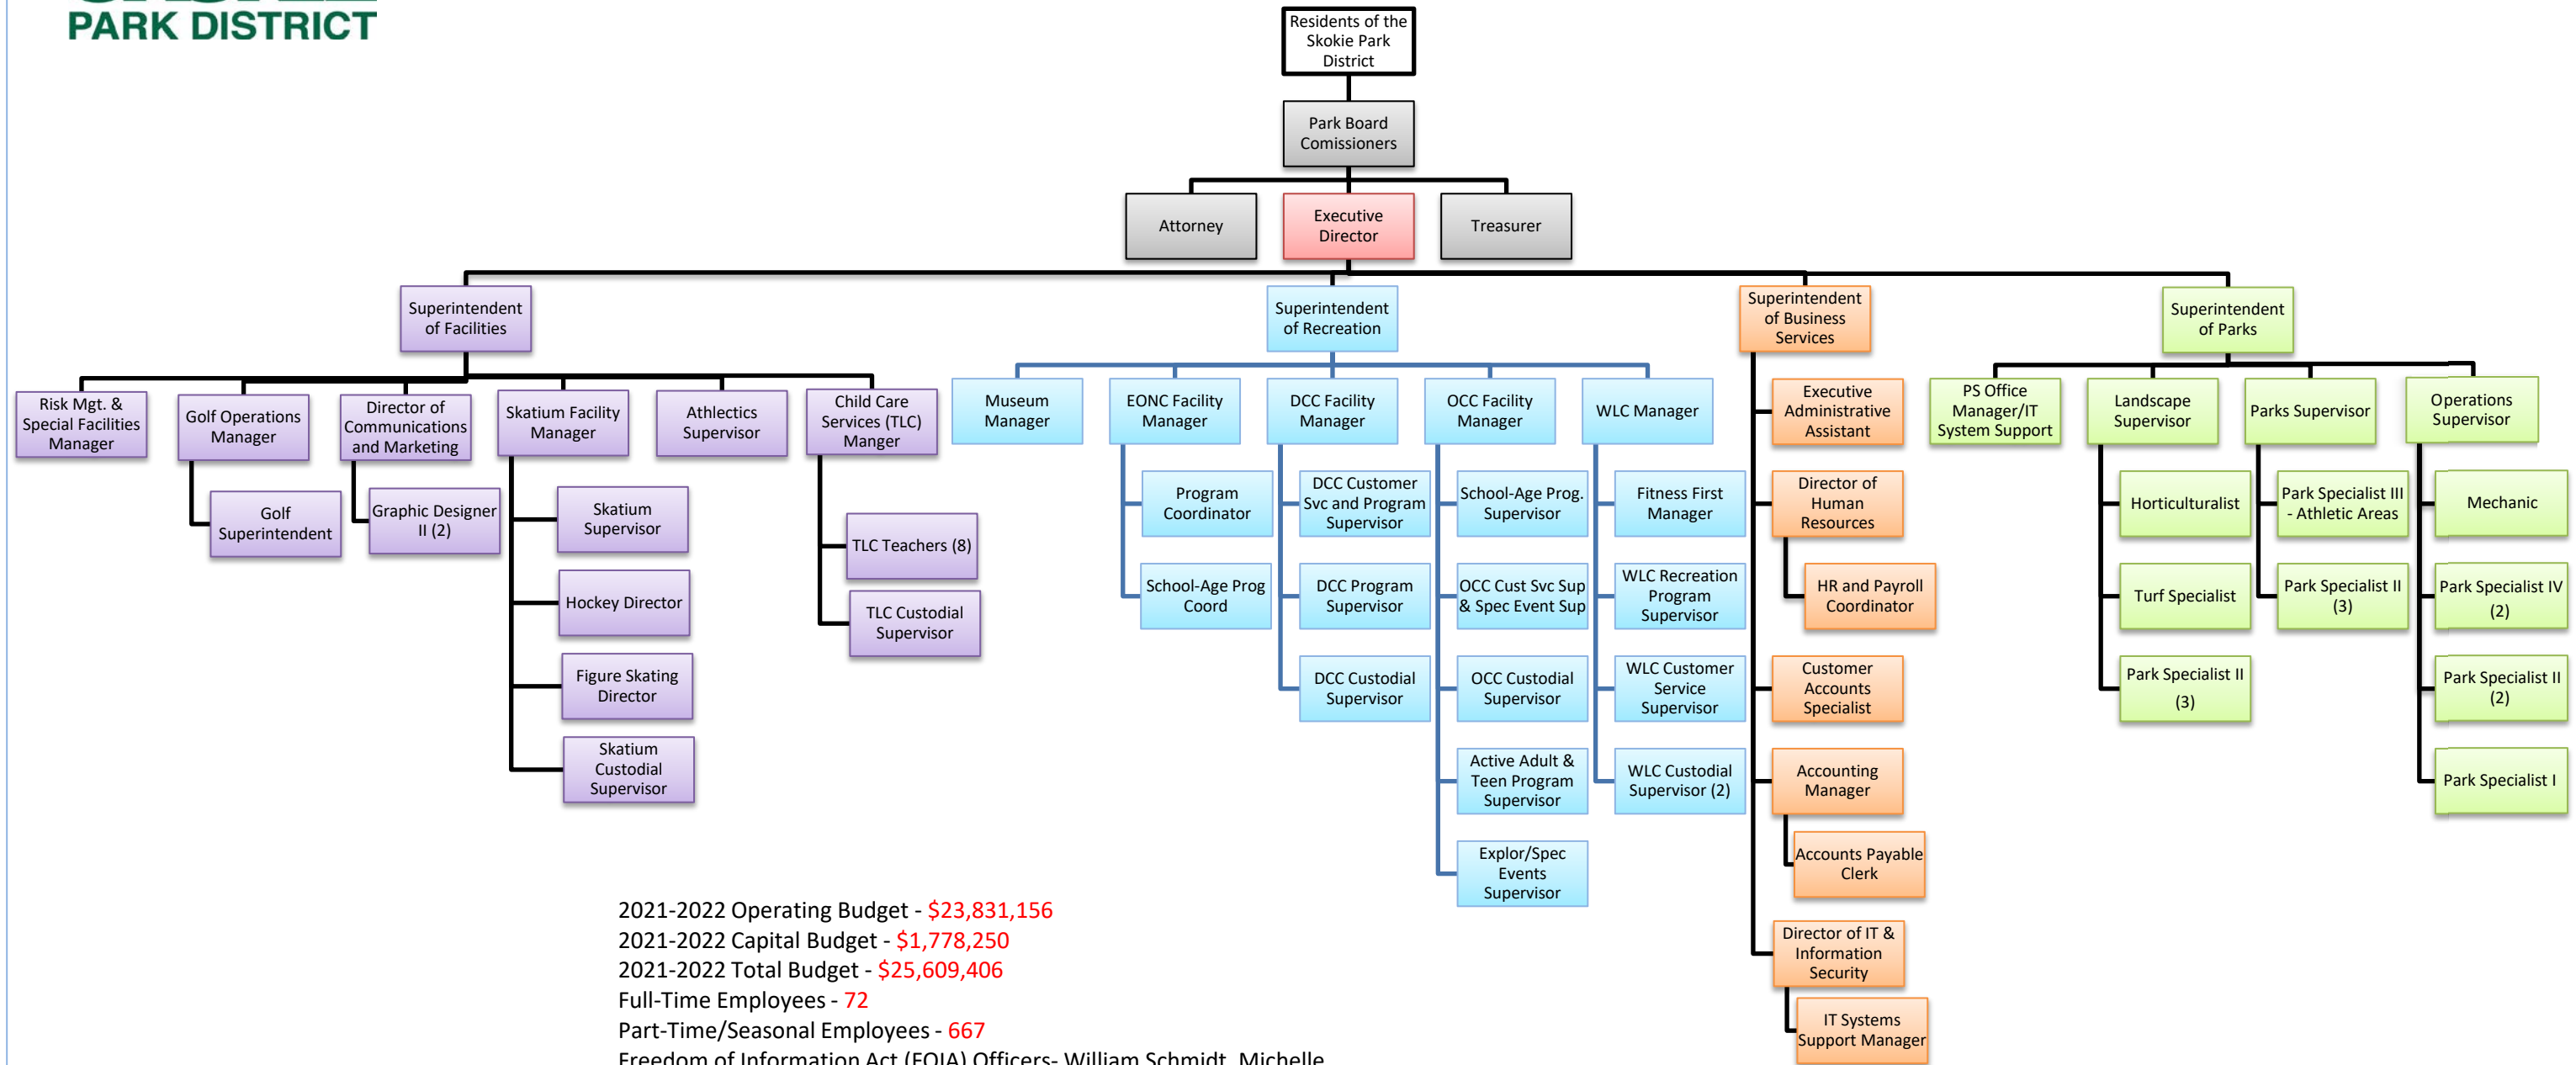 PARK DISTRICT
Residents of the
Skokie Park
District
Park Board
Comissioners
Attorney
Executive
Director
Treasurer
Superintendent
of Facilities
Superintendent
of Recreation
Superintendent
of Business
Services
Superintendent
of Parks
Risk Mgt. &
Special Facilities
Manager
Golf Operations
Manager
Golf
Superintendent
Director of
Communications
and Marketing
Graphic Designer
II (2)
Skatium Facility
Manager
Skatium
Supervisor
Hockey Director
Figure Skating
Director
Skatium
Custodial
Supervisor
Athlectics
Supervisor
Child Care
Services (TLC)
Manger
TLC Teachers (8)
TLC Custodial
Supervisor
Museum
Manager
EONC Facility
Manager
Program
Coordinator
School-Age Prog
Coord
DCC Facility
Manager
DCC Customer
Svc and Program
Supervisor
DCC Program
Supervisor
DCC Custodial
Supervisor
OCC Facility
Manager
School-Age Prog.
Supervisor
OCC Cust Svc Sup
& Spec Event Sup
OCC Custodial
Supervisor
Active Adult &
Teen Program
Supervisor
Explor/Spec
Events
Supervisor
WLC Manager
Fitness First
Manager
WLC Recreation
Program
Supervisor
WLC Customer
Service
Supervisor
WLC Custodial
Supervisor (2)
Executive
Administrative
Assistant
Director of
Human
Resources
HR and Payroll
Coordinator
Customer
Accounts
Specialist
Accounting
Manager
Accounts Payable
Clerk
Director of IT &
Information
Security
IT Systems
Support Manager
PS Office
Manager/IT
System Support
Landscape
Supervisor
Horticulturalist
Turf Specialist
Park Specialist II
(3)
Parks Supervisor
Park Specialist III
- Athletic Areas
Park Specialist II
(3)
Operations
Supervisor
Mechanic
Park Specialist IV
(2)
Park Specialist II
(2)
Park Specialist I
2021-2022 Operating Budget - $23,831,156
2021-2022 Capital Budget - $1,778,250
2021-2022 Total Budget - $25,609,406
Full-Time Employees - 72
Part-Time/Seasonal Employees - 667
Freedom of Information Act (FOIA) Officers- William Schmidt, Michelle